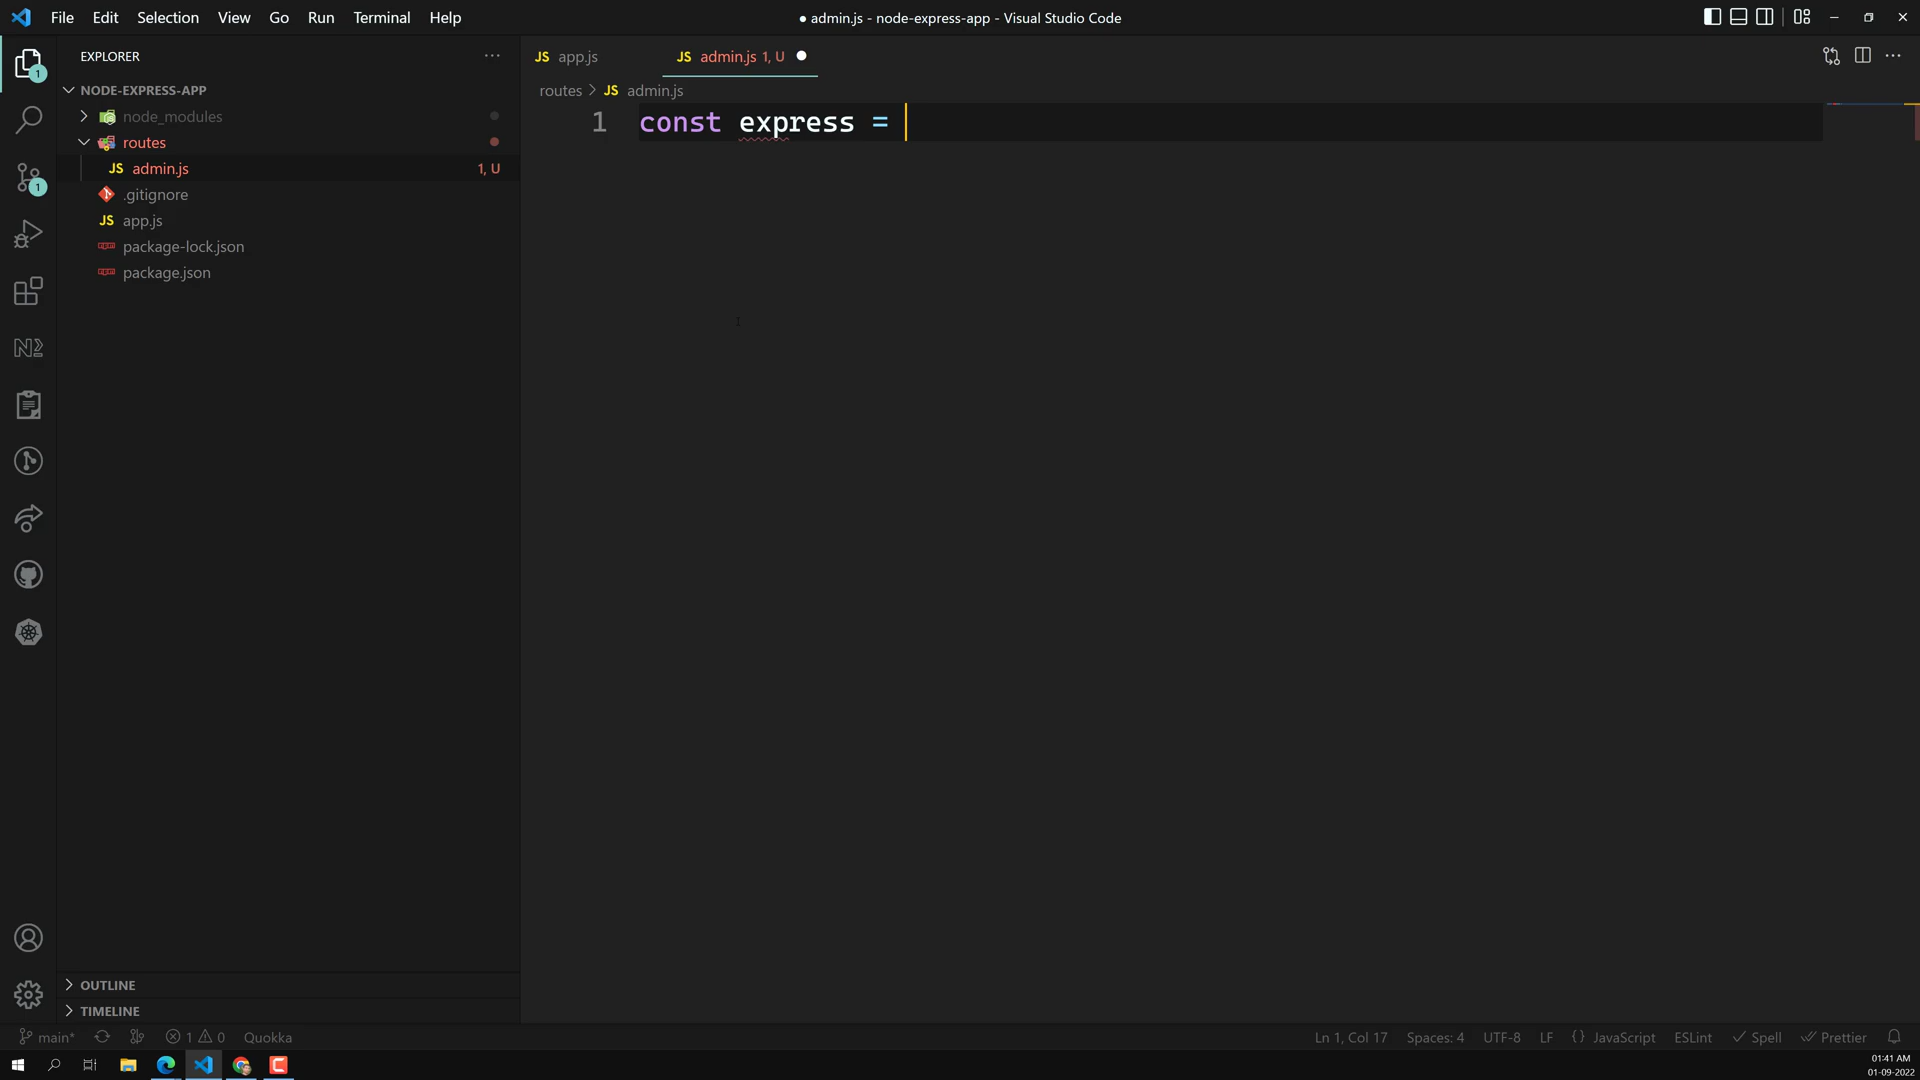 File Edit Selection View Go Run Terminal Help
● admin.js - node-express-app - Visual Studio Code
EXPLORER
JS app.js
JS admin.js 1, U
NODE-EXPRESS-APP
routes > JS admin.js
node_modules
1 const express =
routes
JS admin.js 1, U
.gitignore
JS app.js
package-lock.json
package.json
1
1
OUTLINE
TIMELINE
main* 1 0 Quokka
Ln 1, Col 17 Spaces: 4 UTF-8 LF {} JavaScript ESLint Spell Prettier
01:41 AM
01-09-2022